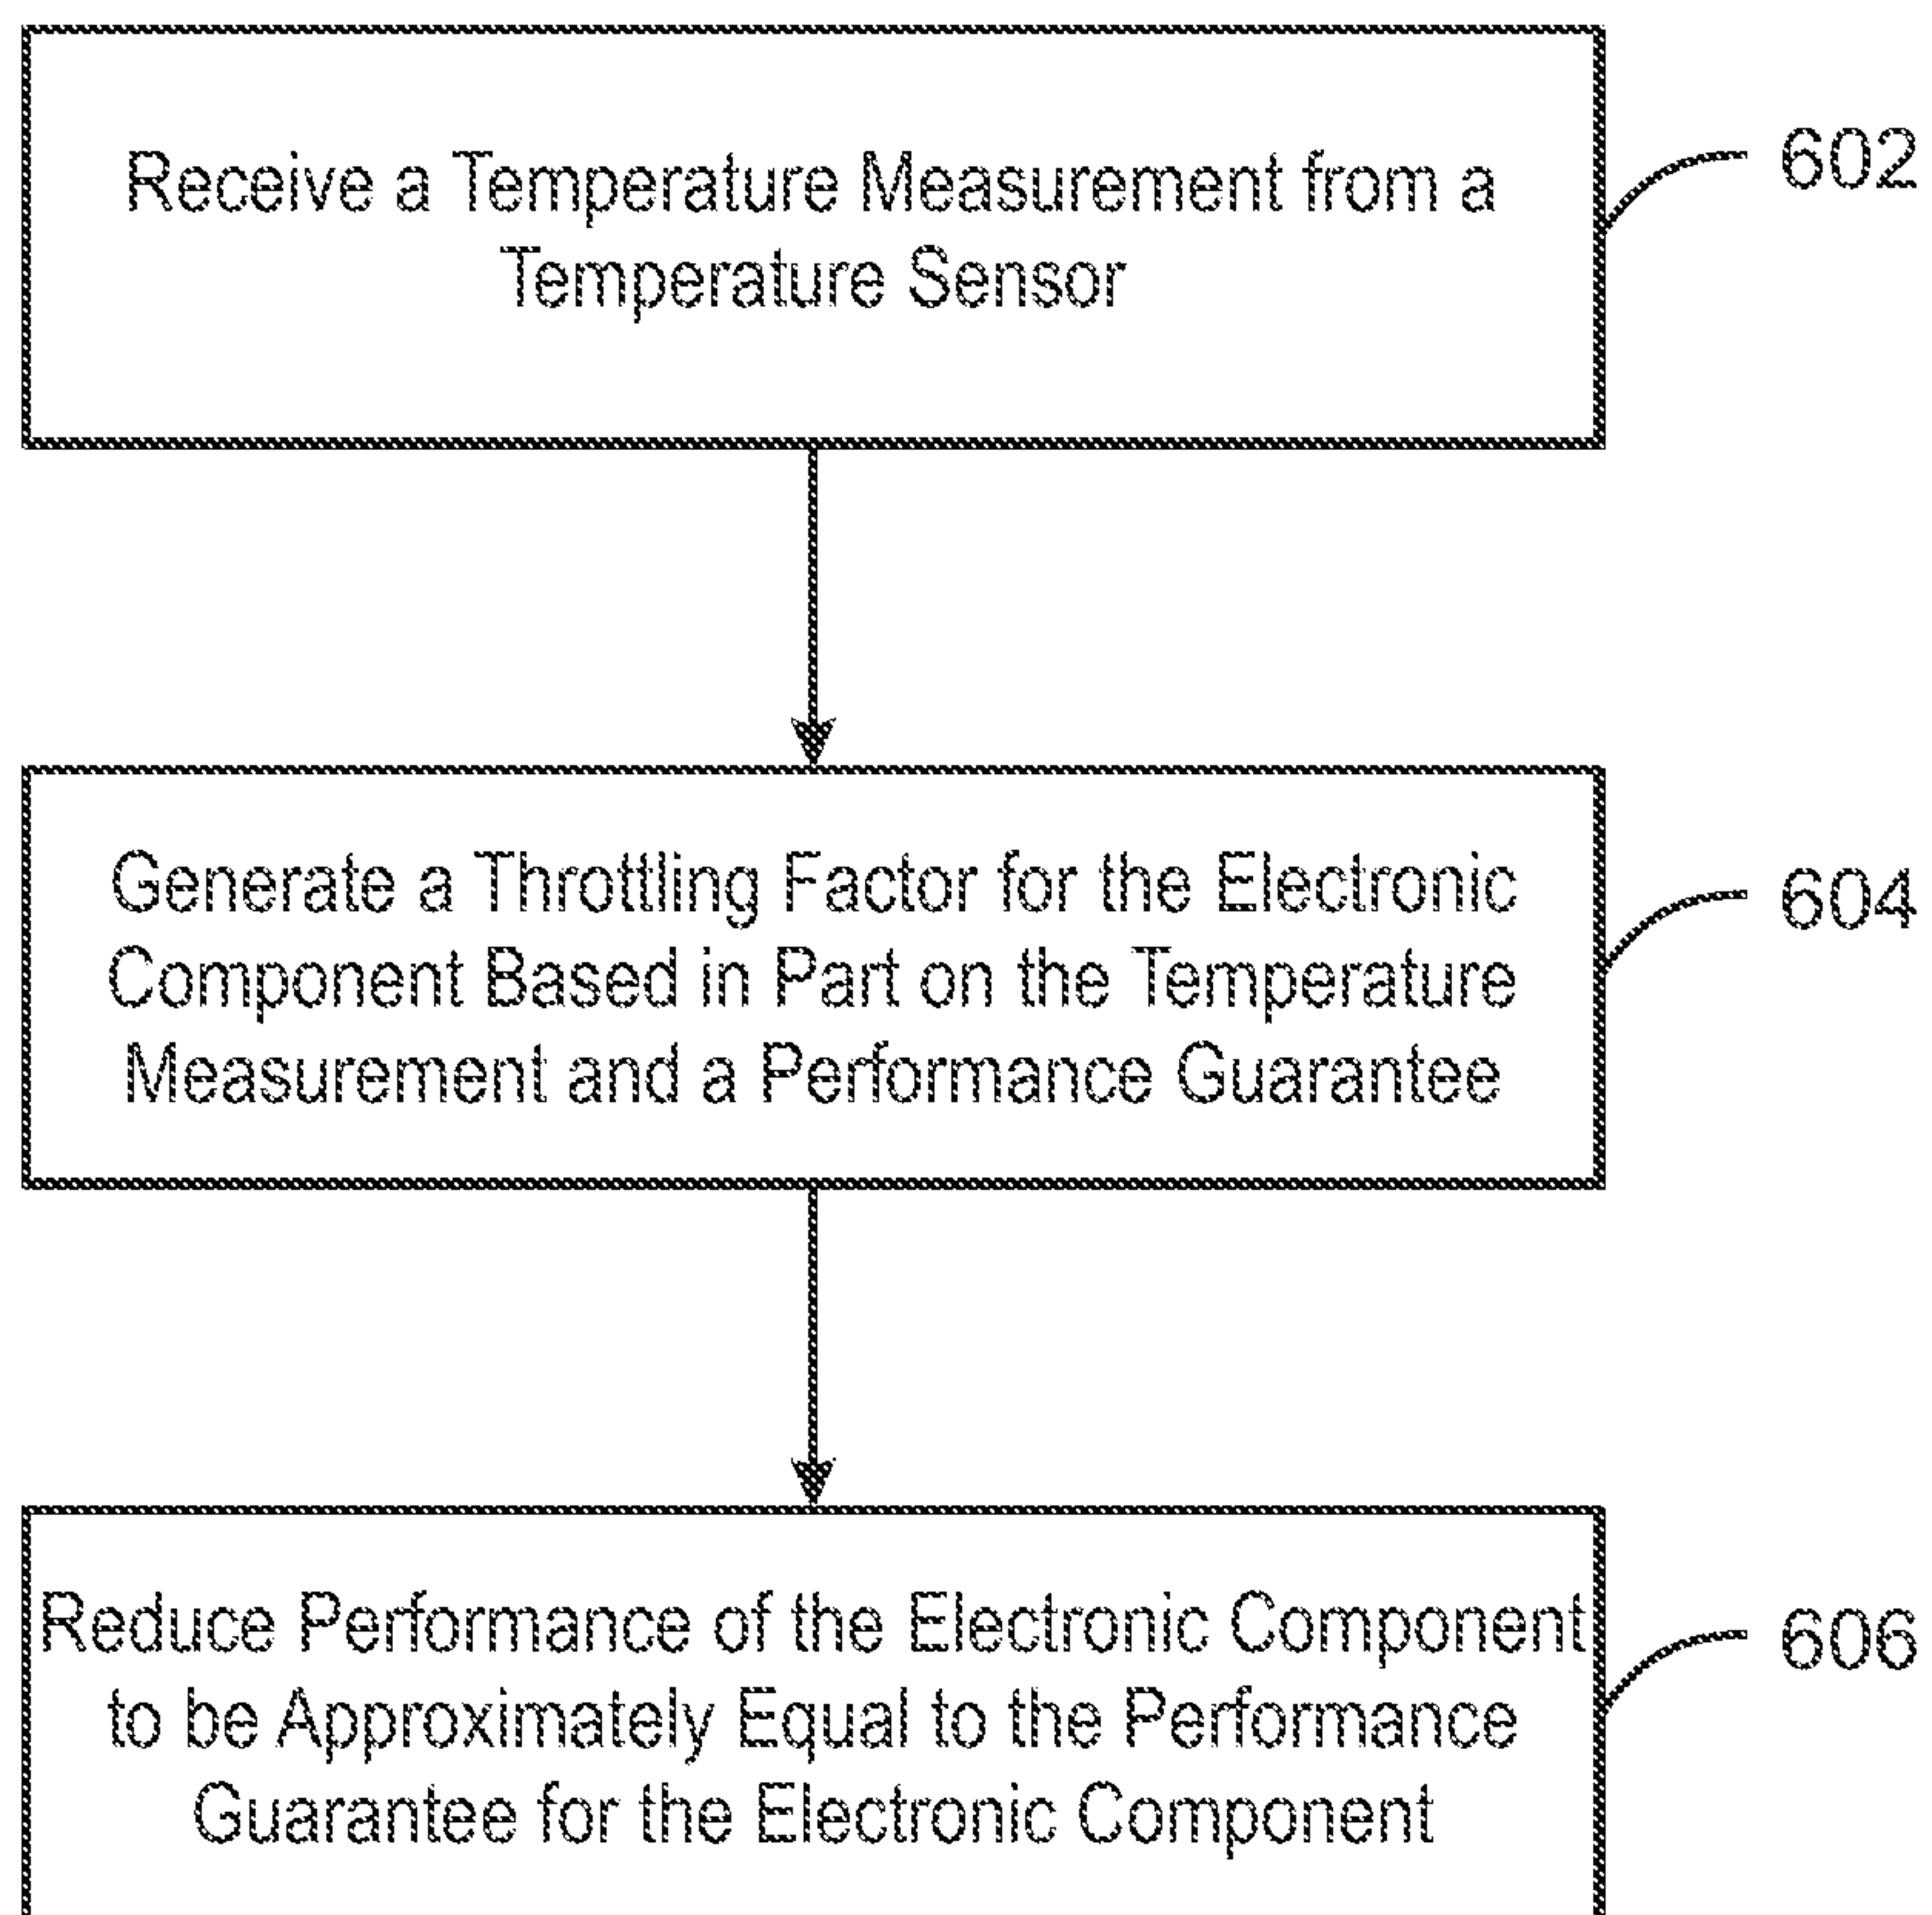 Receive a Temperature Measurement from a
Temperature Sensor
602
Generate a Throttling Factor for the Electronic
Component Based in Part on the Temperature
Measurement and a Performance Guarantee
604
Reduce Performance of the Electronic Component
to be Approximately Equal to the Performance
Guarantee for the Electronic Component
606